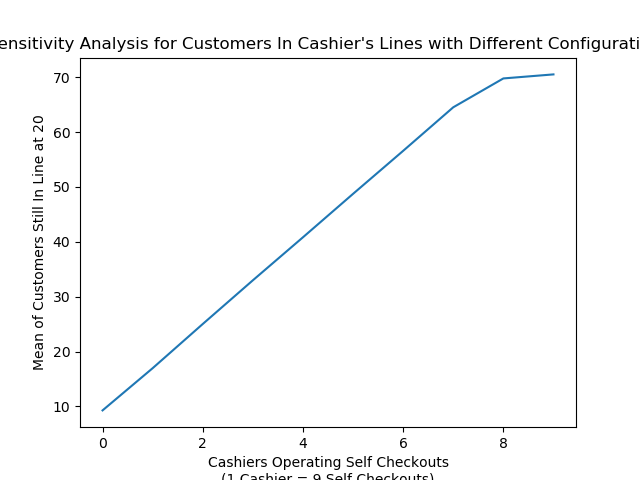 ensitivity Analysis for Customers In Cashier's Lines with Different Configurati
70
60
50
40
30
20
10
Mean of Customers Still In Line at 20
0 2 4 6 8
Cashiers Operating Self Checkouts
(1 Cashier = 9 Self Checkouts)